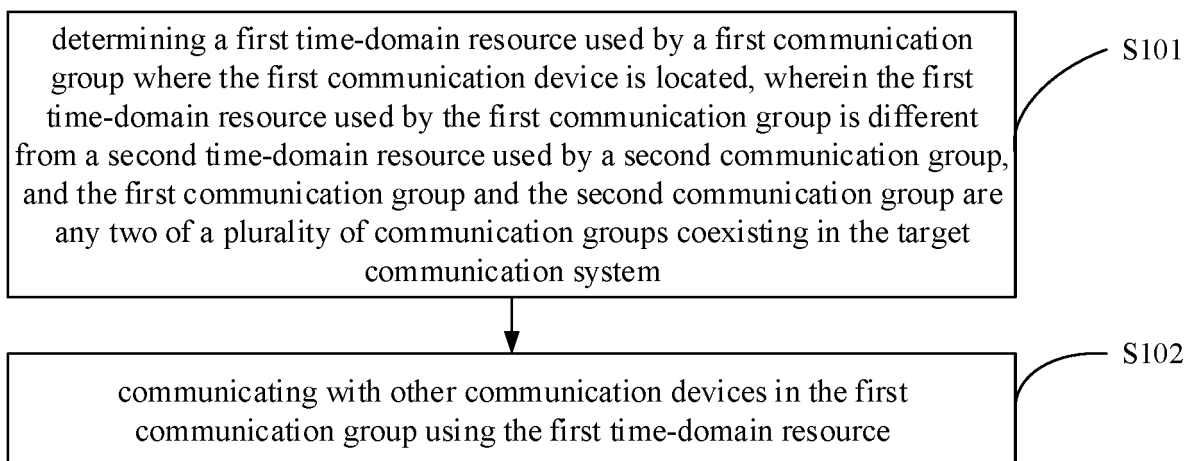 determining a first time-domain resource used by a first communication
group where the first communication device is located, wherein the first
time-domain resource used by the first communication group is different
from a second time-domain resource used by a second communication group,
and the first communication group and the second communication group are
any two of a plurality of communication groups coexisting in the target
communication system
S101
communicating with other communication devices in the first
communication group using the first time-domain resource
S102